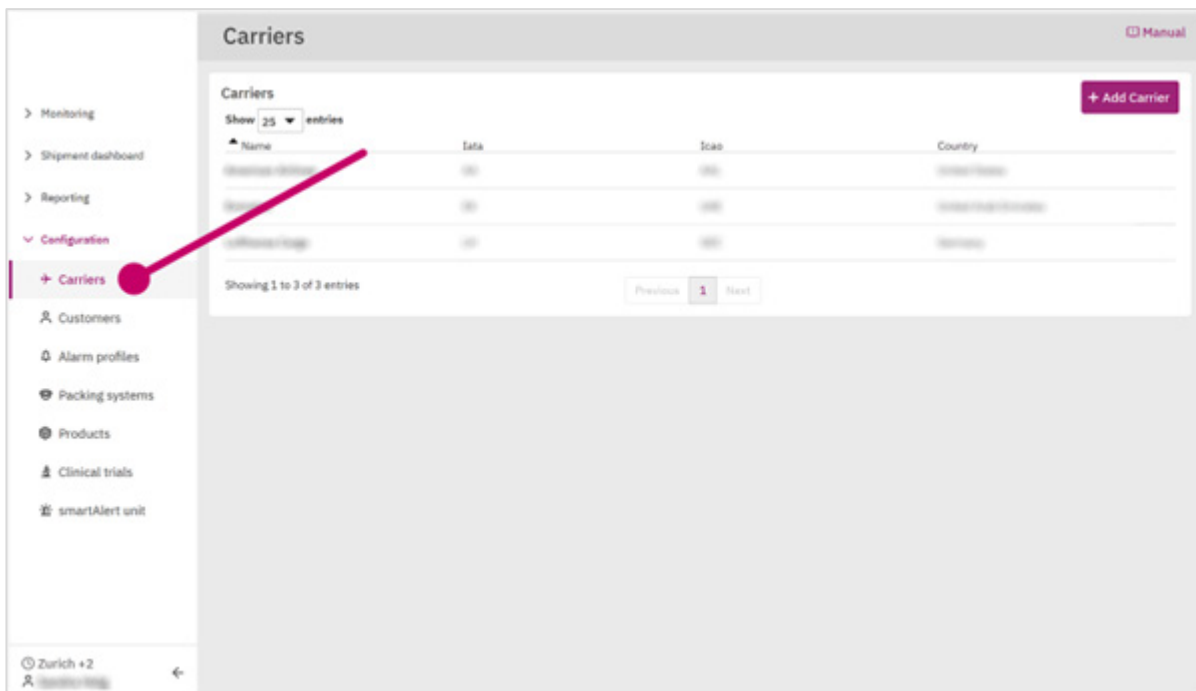 Carriers
Manual
Monitoring
Shipment dashboard
Reporting
Configuration
Carriers
Customers
Alarm profiles
Packing systems
Products
Clinical trials
smartAlert unit
Zurich +2
Carriers
+ Add Carrier
Show 25 entries
Name Iata Icao Country
Showing 1 to 3 of 3 entries
Previous 1 Next